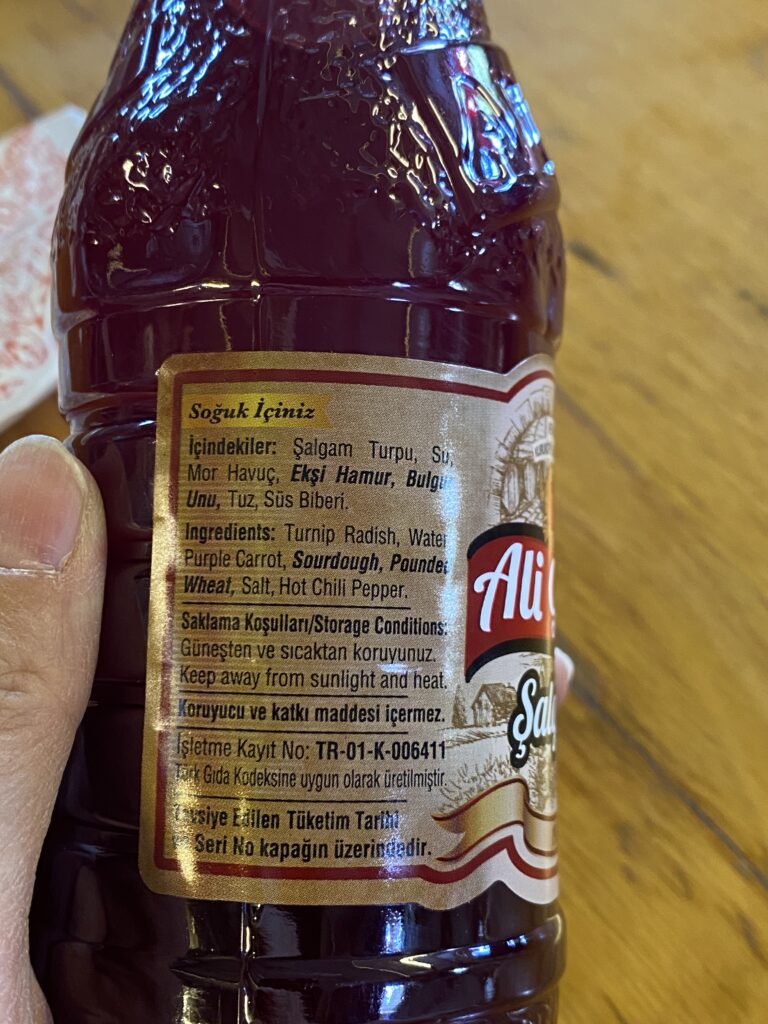 Soğuk İçiniz
İçindekiler: Şalgam Turpu, Su,
Mor Havuç, Ekşi Hamur, Bulgu
Unu, Tuz, Süs Biberi.
Ingredients: Turnip Radish, Water
Purple Carrot, Sourdough, Pounded
Wheat, Salt, Hot Chili Pepper.
Saklama Koşulları/Storage Conditions:
Güneşten ve sıcaktan koruyunuz.
Keep away from sunlight and heat.
Koruyucu ve katkı maddesi içermez.
İşletme Kayıt No: TR-01-K-006411
Türk Gıda Kodeksine uygun olarak üretilmiştir.
Tavsiye Edilen Tüketim Tarihi
ve Seri No kapağın üzerindedir.
Ali
Şalg